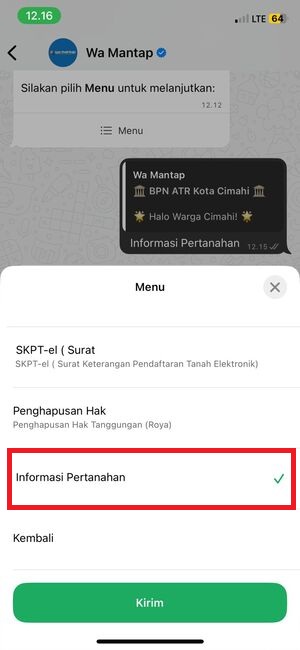 12.16
LTE 64
Wa Mantap
Silakan pilih Menu untuk melanjutkan:
12.12
Menu
Wa Mantap
🏛️ BPN ATR Kota Cimahi 🏛️
🌟 Halo Warga Cimahi! 🌟
Informasi Pertanahan 12.15
Menu
SKPT-el ( Surat
SKPT-el ( Surat Keterangan Pendaftaran Tanah Elektronik)
Penghapusan Hak
Penghapusan Hak Tanggungan (Roya)
Informasi Pertanahan
Kembali
Kirim